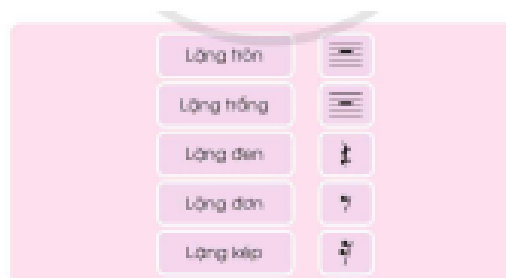 Lặng tròn
Lặng trắng
Lặng đen
Lặng đơn
Lặng kép